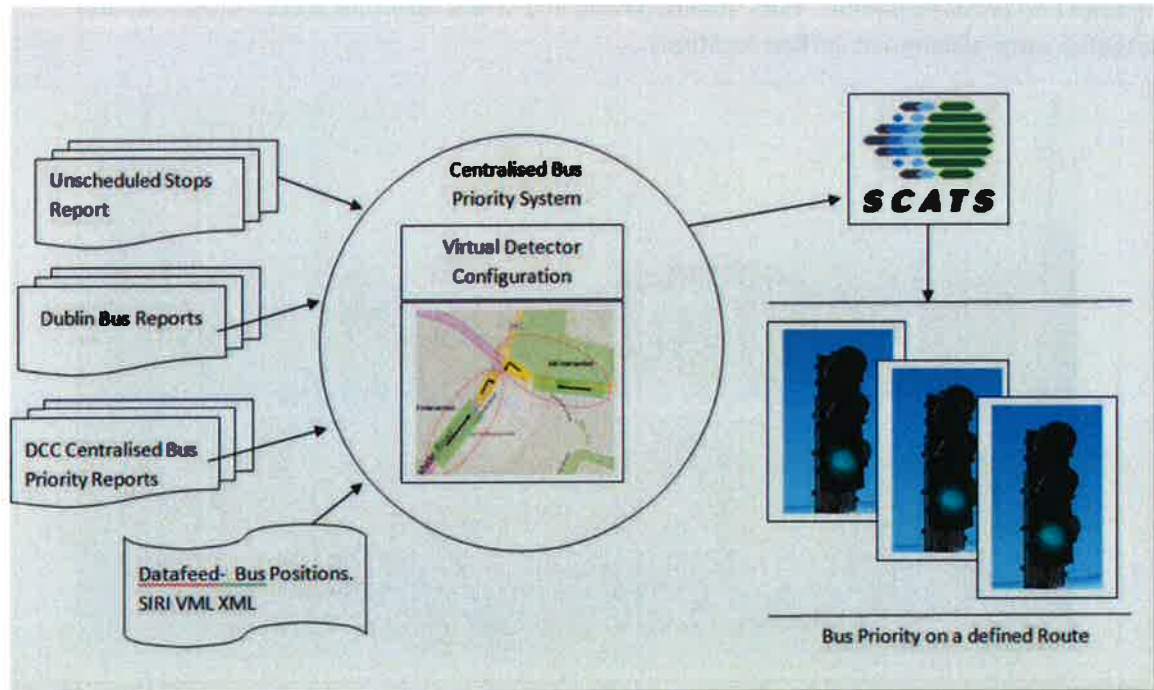 Unscheduled Stops
Report
Dublin Bus Reports
DCC Centralised Bus
Priority Reports
Datafeed- Bus Positions.
SIRI VML XML
Centralised Bus
Priority System
Virtual Detector
Configuration
SCATS
Bus Priority on a defined Route